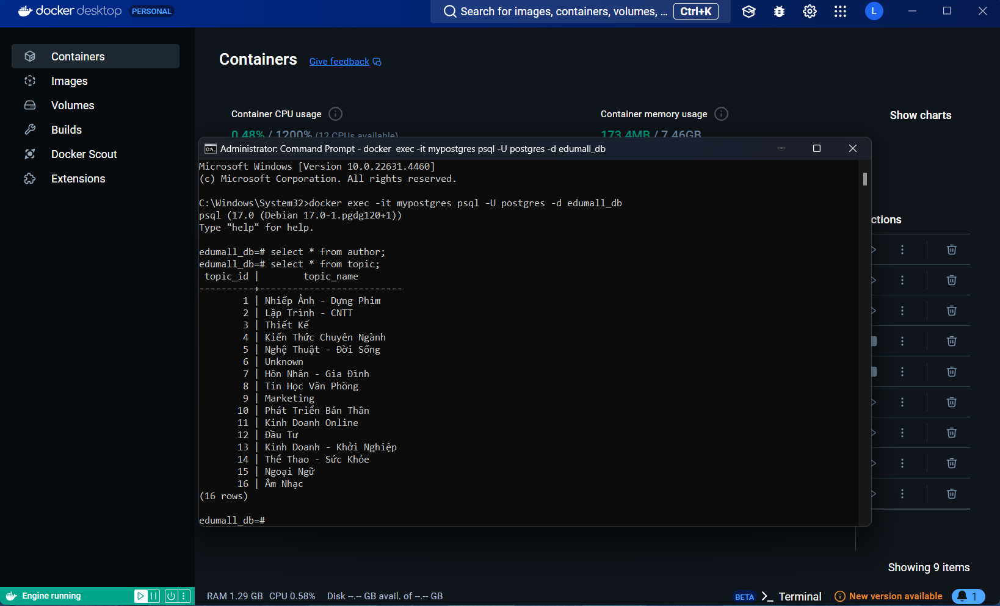 docker desktop PERSONAL
Search for images, containers, volumes, ... Ctrl+K
L
Containers
Images
Volumes
Builds
Docker Scout
Extensions
Containers Give feedback
Container CPU usage
0.48% / 1200% (12 CPUs available)
Container memory usage
173.4MB / 7.46GB
Show charts
Administrator: Command Prompt - docker  exec -it mypostgres psql -U postgres -d edumall_db
Microsoft Windows [Version 10.0.22631.4460]
(c) Microsoft Corporation. All rights reserved.
C:\Windows\System32>docker exec -it mypostgres psql -U postgres -d edumall_db
psql (17.0 (Debian 17.0-1.pgdg120+1))
Type "help" for help.
edumall_db=# select * from author;
edumall_db=# select * from topic;
 topic_id |        topic_name
----------+--------------------------
        1 | Nhiếp Ảnh - Dựng Phim
        2 | Lập Trình - CNTT
        3 | Thiết Kế
        4 | Kiến Thức Chuyên Ngành
        5 | Nghệ Thuật - Đời Sống
        6 | Unknown
        7 | Hôn Nhân - Gia Đình
        8 | Tin Học Văn Phòng
        9 | Marketing
       10 | Phát Triển Bản Thân
       11 | Kinh Doanh Online
       12 | Đầu Tư
       13 | Kinh Doanh - Khởi Nghiệp
       14 | Thể Thao - Sức Khỏe
       15 | Ngoại Ngữ
       16 | Âm Nhạc
(16 rows)
edumall_db=#
ctions
Showing 9 items
Engine running
RAM 1.29 GB CPU 0.58% Disk --.-- GB avail. of --.-- GB
BETA >_ Terminal
New version available
1